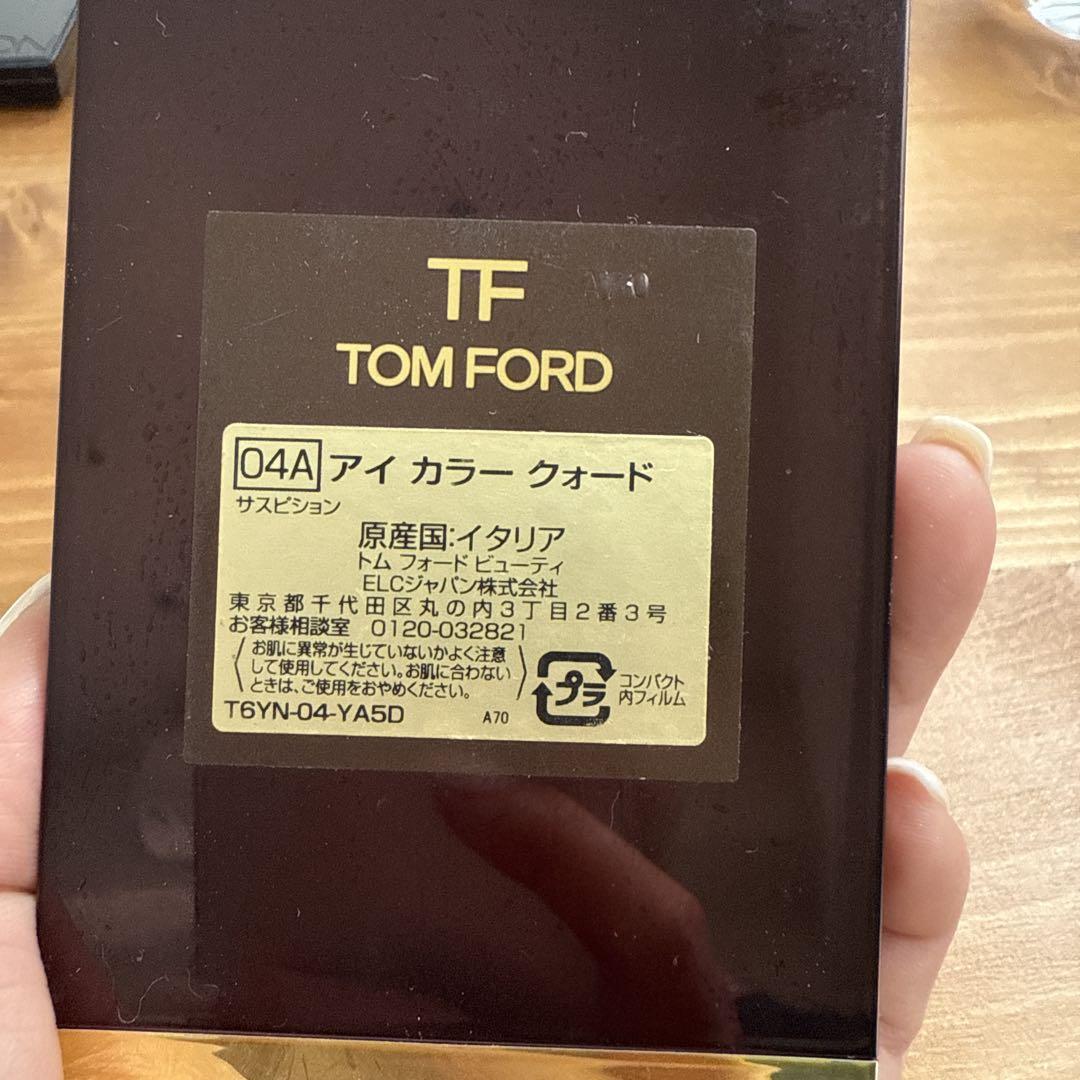 TF
TOM FORD
04A アイ カラー クォード
サスピション
原産国:イタリア
トム フォード ビューティ
ELCジャパン株式会社
東京都千代田区丸の内3丁目2番3号
お客様相談室 0120-032821
お肌に異常が生じていないかよく注意
して使用してください。お肌に合わない
ときは、ご使用をおやめください。
プラ
コンパクト
内フィルム
T6YN-04-YA5D A70